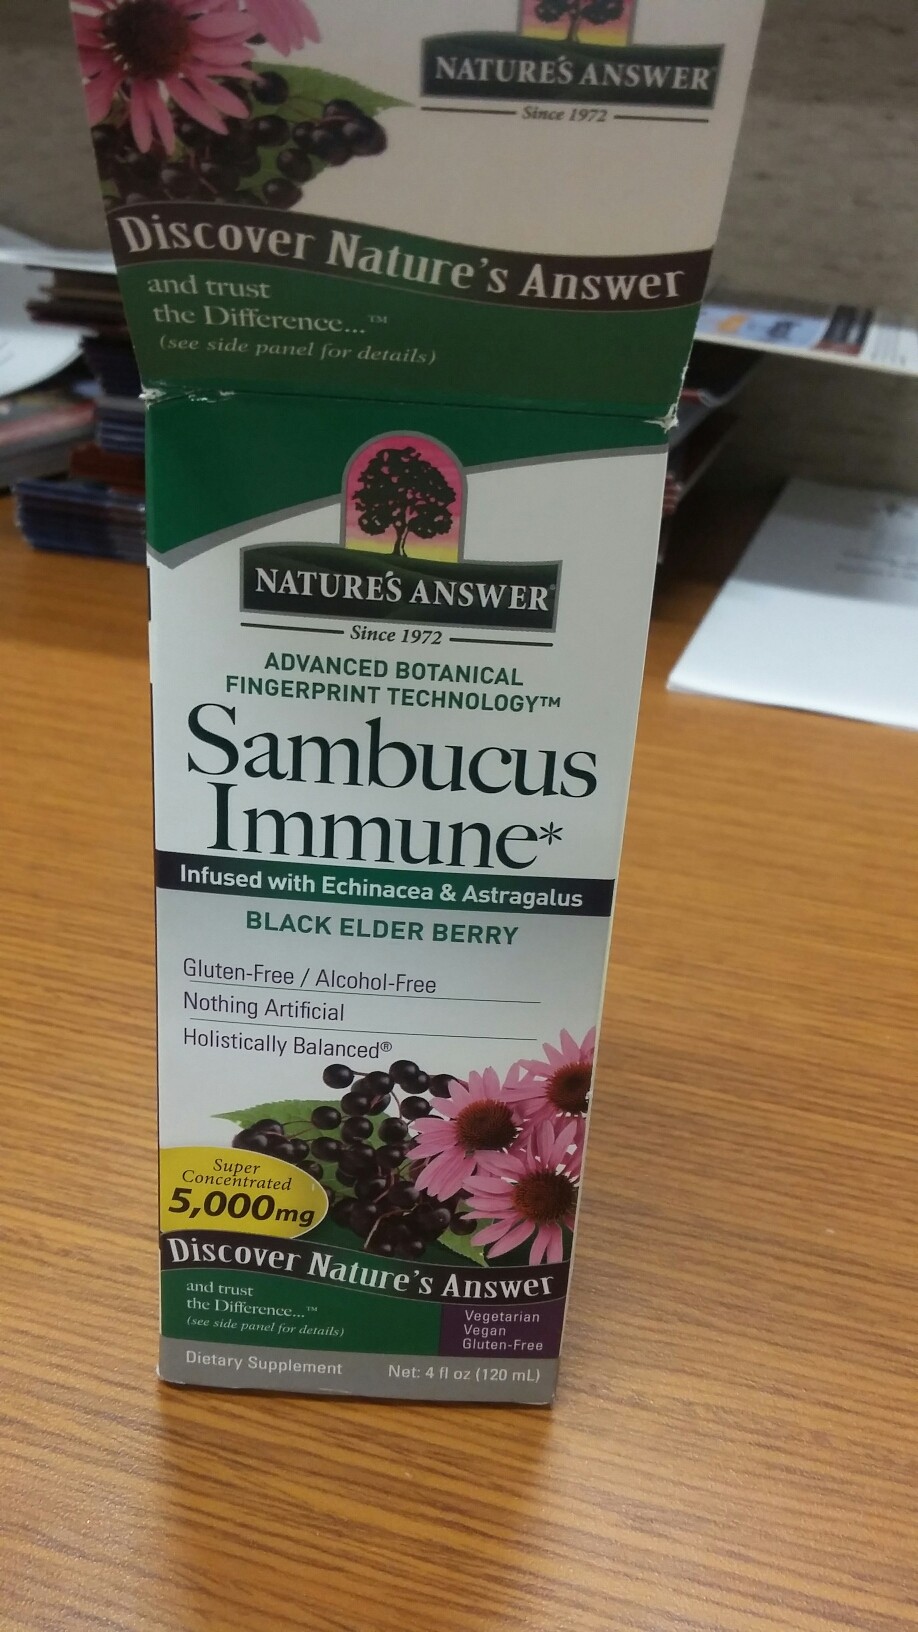 NATURE'S ANSWER
Since 1972
Discover Nature's Answer
and trust
the Difference...™
(see side panel for details)
NATURE'S ANSWER®
Since 1972
ADVANCED BOTANICAL
FINGERPRINT TECHNOLOGY™
Sambucus
Immune*
Infused with Echinacea & Astragalus
BLACK ELDER BERRY
Gluten-Free / Alcohol-Free
Nothing Artificial
Holistically Balanced®
Super
Concentrated
5,000mg
Discover Nature's Answer
and trust
the Difference...™
(see side panel for details)
Vegetarian
Vegan
Gluten-Free
Dietary Supplement
Net: 4 fl oz (120 mL)